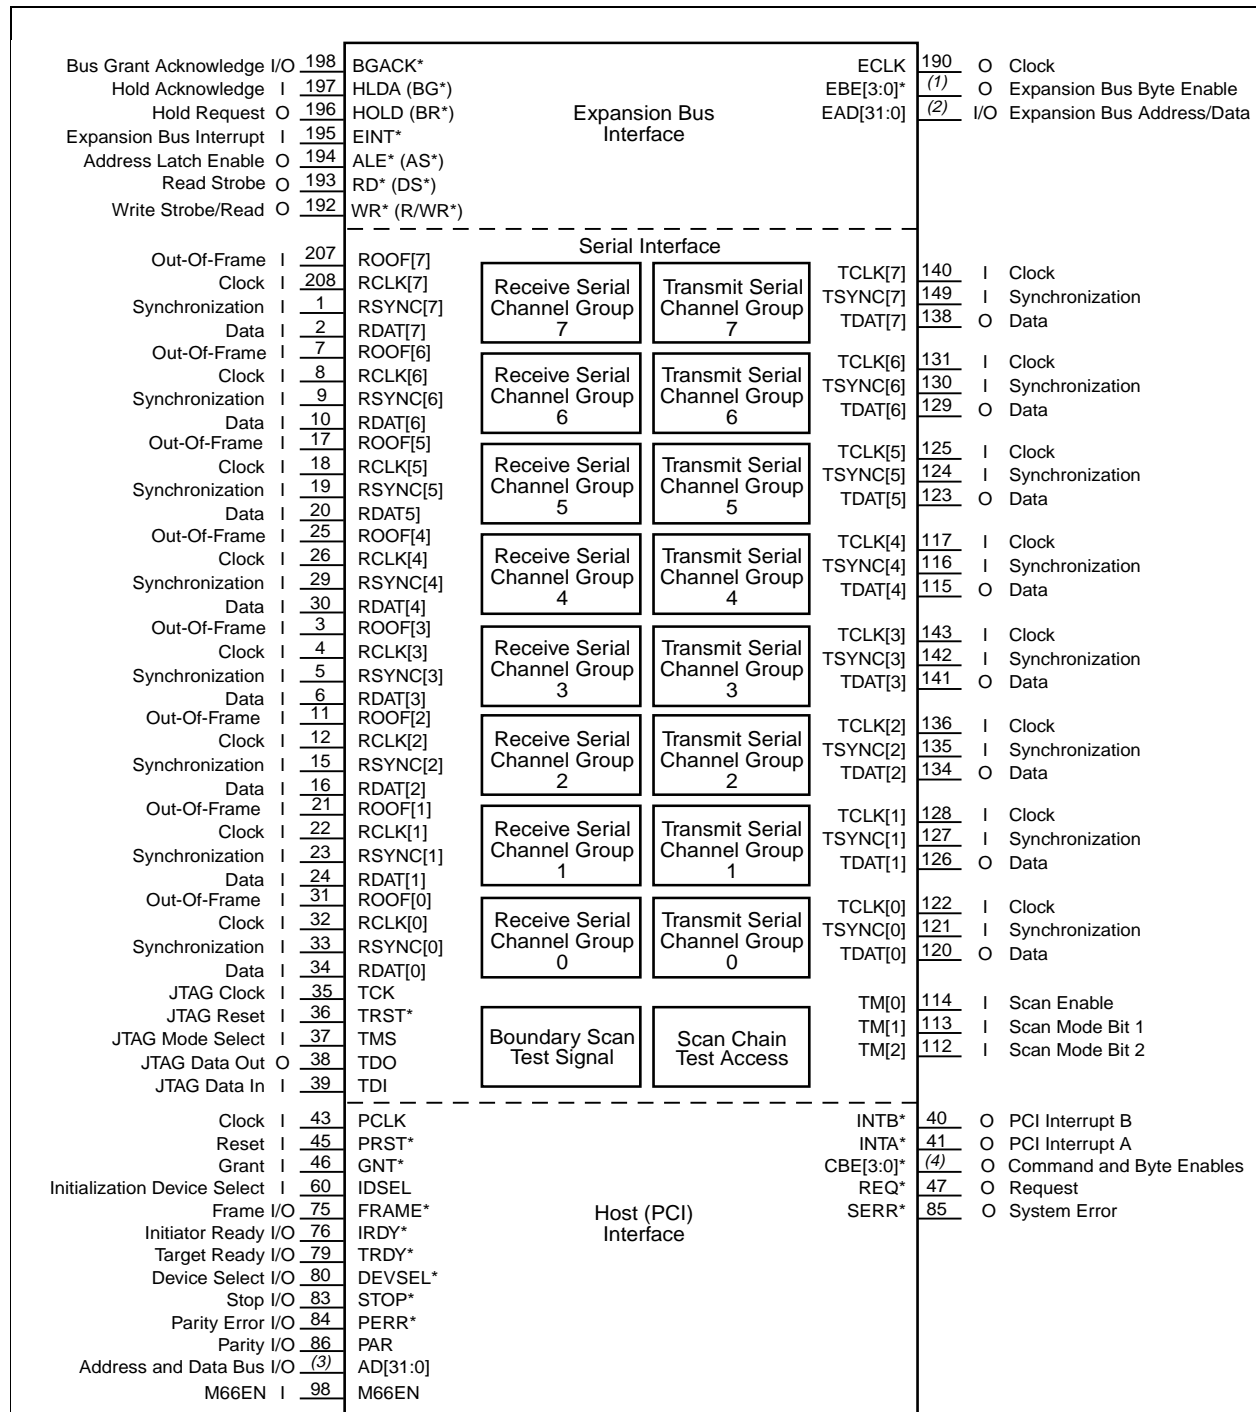 Bus Grant Acknowledge I/O 198 BGACK* ECLK 190 O Clock
Hold Acknowledge I 197 HLDA (BG*) EBE[3:0]* (1) O Expansion Bus Byte Enable
Hold Request O 196 HOLD (BR*) Expansion Bus EAD[31:0] (2) I/O Expansion Bus Address/Data
Expansion Bus Interrupt I 195 EINT* Interface
Address Latch Enable O 194 ALE* (AS*)
Read Strobe O 193 RD* (DS*)
Write Strobe/Read O 192 WR* (R/WR*)
Serial Interface
Out-Of-Frame I 207 ROOF[7]
Clock I 208 RCLK[7] Receive Serial Transmit Serial TCLK[7] 140 I Clock
Synchronization I 1 RSYNC[7] Channel Group Channel Group TSYNC[7] 149 I Synchronization
Data I 2 RDAT[7] 7 7 TDAT[7] 138 O Data
Out-Of-Frame I 7 ROOF[6]
Clock I 8 RCLK[6] Receive Serial Transmit Serial TCLK[6] 131 I Clock
Synchronization I 9 RSYNC[6] Channel Group Channel Group TSYNC[6] 130 I Synchronization
Data I 10 RDAT[6] 6 6 TDAT[6] 129 O Data
Out-Of-Frame I 17 ROOF[5]
Clock I 18 RCLK[5] Receive Serial Transmit Serial TCLK[5] 125 I Clock
Synchronization I 19 RSYNC[5] Channel Group Channel Group TSYNC[5] 124 I Synchronization
Data I 20 RDAT5] 5 5 TDAT[5] 123 O Data
Out-Of-Frame I 25 ROOF[4]
Clock I 26 RCLK[4] Receive Serial Transmit Serial TCLK[4] 117 I Clock
Synchronization I 29 RSYNC[4] Channel Group Channel Group TSYNC[4] 116 I Synchronization
Data I 30 RDAT[4] 4 4 TDAT[4] 115 O Data
Out-Of-Frame I 3 ROOF[3]
Clock I 4 RCLK[3] Receive Serial Transmit Serial TCLK[3] 143 I Clock
Synchronization I 5 RSYNC[3] Channel Group Channel Group TSYNC[3] 142 I Synchronization
Data I 6 RDAT[3] 3 3 TDAT[3] 141 O Data
Out-Of-Frame I 11 ROOF[2]
Clock I 12 RCLK[2] Receive Serial Transmit Serial TCLK[2] 136 I Clock
Synchronization I 15 RSYNC[2] Channel Group Channel Group TSYNC[2] 135 I Synchronization
Data I 16 RDAT[2] 2 2 TDAT[2] 134 O Data
Out-Of-Frame I 21 ROOF[1]
Clock I 22 RCLK[1] Receive Serial Transmit Serial TCLK[1] 128 I Clock
Synchronization I 23 RSYNC[1] Channel Group Channel Group TSYNC[1] 127 I Synchronization
Data I 24 RDAT[1] 1 1 TDAT[1] 126 O Data
Out-Of-Frame I 31 ROOF[0]
Clock I 32 RCLK[0] Receive Serial Transmit Serial TCLK[0] 122 I Clock
Synchronization I 33 RSYNC[0] Channel Group Channel Group TSYNC[0] 121 I Synchronization
Data I 34 RDAT[0] 0 0 TDAT[0] 120 O Data
JTAG Clock I 35 TCK TM[0] 114 I Scan Enable
JTAG Reset I 36 TRST* TM[1] 113 I Scan Mode Bit 1
JTAG Mode Select I 37 TMS Boundary Scan Scan Chain TM[2] 112 I Scan Mode Bit 2
JTAG Data Out O 38 TDO Test Signal Test Access
JTAG Data In I 39 TDI
Clock I 43 PCLK INTB* 40 O PCI Interrupt B
Reset I 45 PRST* INTA* 41 O PCI Interrupt A
Grant I 46 GNT* CBE[3:0]* (4) O Command and Byte Enables
Initialization Device Select I 60 IDSEL REQ* 47 O Request
Frame I/O 75 FRAME* Host (PCI) SERR* 85 O System Error
Initiator Ready I/O 76 IRDY* Interface
Target Ready I/O 79 TRDY*
Device Select I/O 80 DEVSEL*
Stop I/O 83 STOP*
Parity Error I/O 84 PERR*
Parity I/O 86 PAR
Address and Data Bus I/O (3) AD[31:0]
M66EN I 98 M66EN